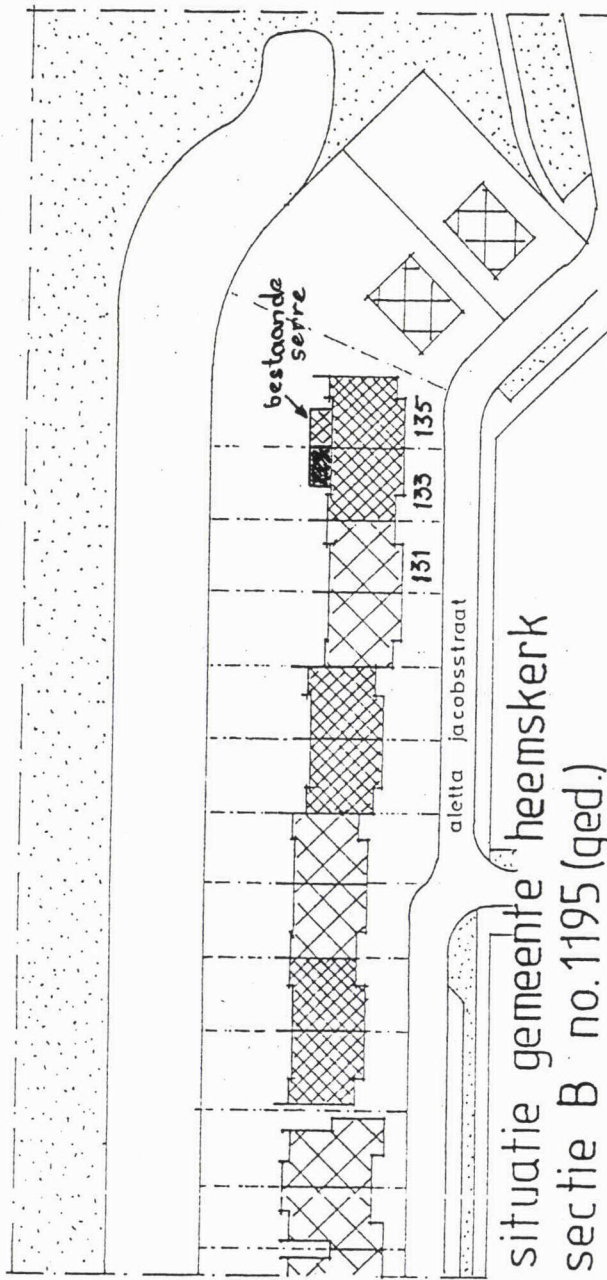 bestaande
serre
135
133
131
aletta jacobsstraat
situatie gemeente heemskerk
sectie B no. 1195 (ged.)